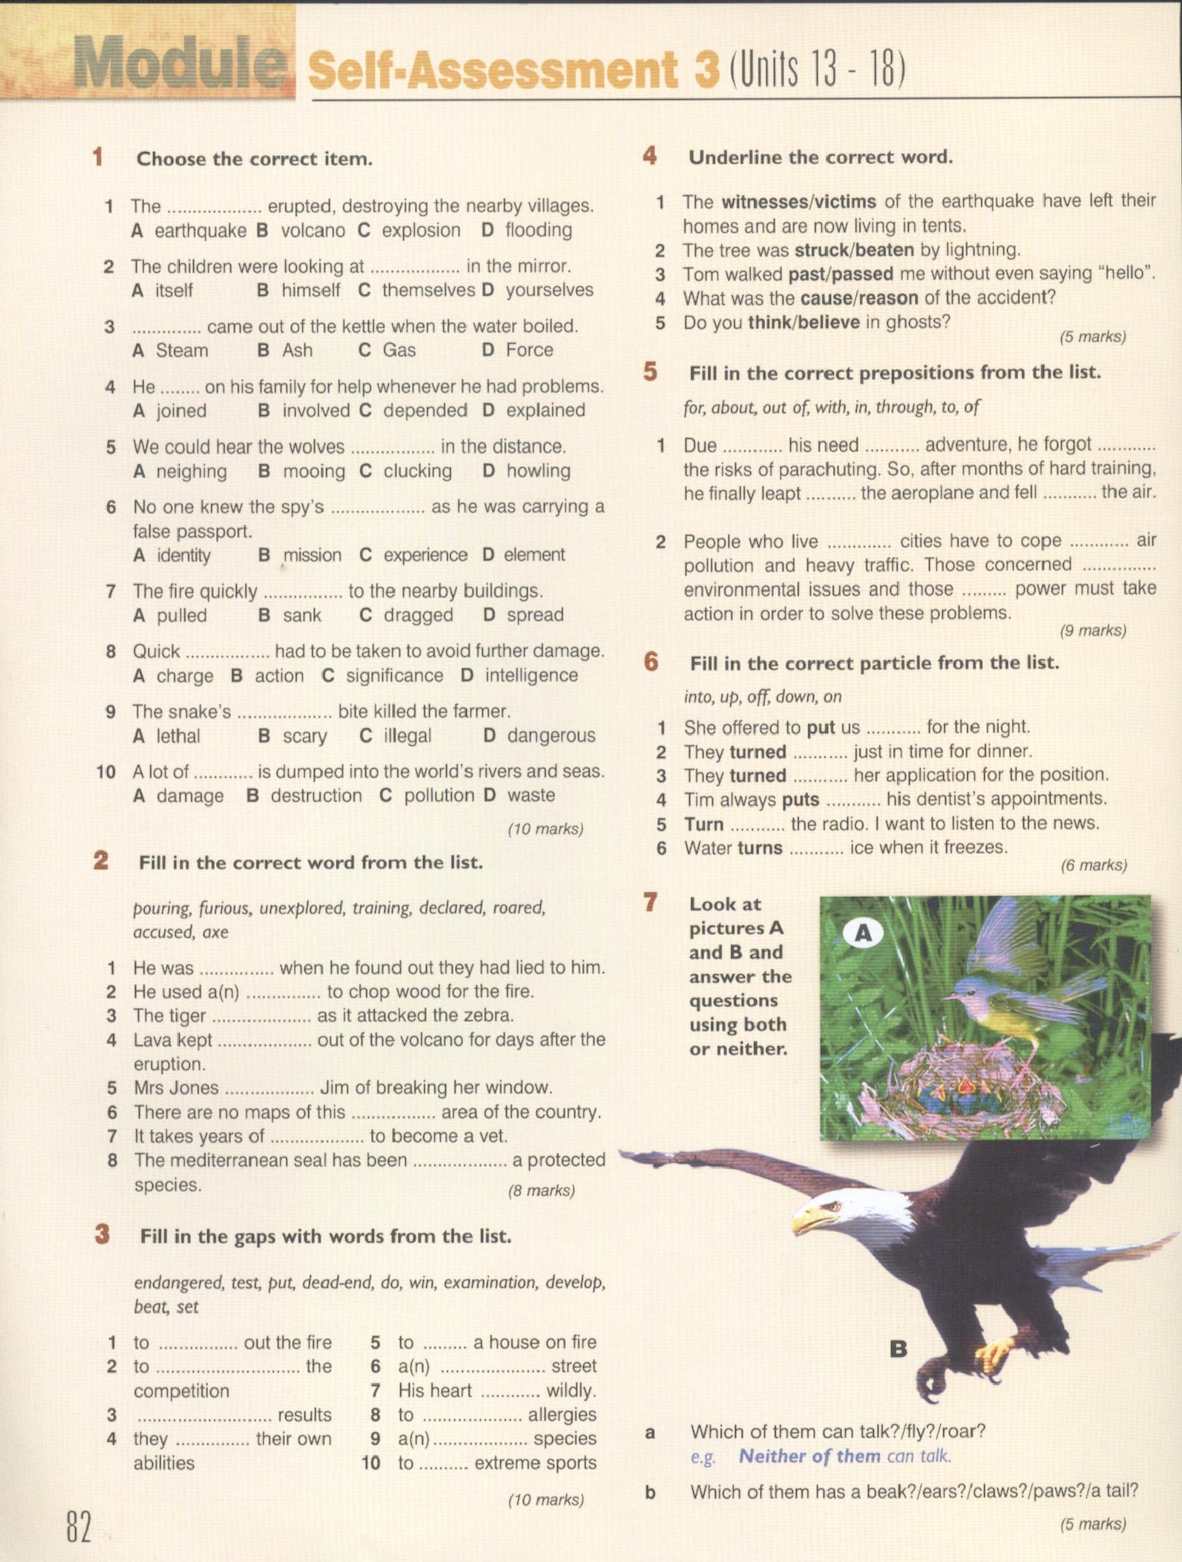 Module Self-Assessment 3 (Units 13 - 18)
1 Choose the correct item.
1 The ................... erupted, destroying the nearby villages.
A earthquake B volcano C explosion D flooding
2 The children were looking at .................. in the mirror.
A itself B himself C themselves D yourselves
3 .............. came out of the kettle when the water boiled.
A Steam B Ash C Gas D Force
4 He ........ on his family for help whenever he had problems.
A joined B involved C depended D explained
5 We could hear the wolves ................. in the distance.
A neighing B mooing C clucking D howling
6 No one knew the spy's ................... as he was carrying a
false passport.
A identity B mission C experience D element
7 The fire quickly ................ to the nearby buildings.
A pulled B sank C dragged D spread
8 Quick ................. had to be taken to avoid further damage.
A charge B action C significance D intelligence
9 The snake's ................... bite killed the farmer.
A lethal B scary C illegal D dangerous
10 A lot of ............ is dumped into the world's rivers and seas.
A damage B destruction C pollution D waste
(10 marks)
2 Fill in the correct word from the list.
pouring, furious, unexplored, training, declared, roared,
accused, axe
1 He was ............... when he found out they had lied to him.
2 He used a(n) ............... to chop wood for the fire.
3 The tiger .................... as it attacked the zebra.
4 Lava kept ................... out of the volcano for days after the
eruption.
5 Mrs Jones .................. Jim of breaking her window.
6 There are no maps of this ................. area of the country.
7 It takes years of ................... to become a vet.
8 The mediterranean seal has been ................... a protected
species.
(8 marks)
3 Fill in the gaps with words from the list.
endangered, test, put, dead-end, do, win, examination, develop,
beat, set
1 to ................ out the fire
2 to ............................. the
competition
3 ........................... results
4 they ............... their own
abilities
5 to ......... a house on fire
6 a(n) ..................... street
7 His heart ............ wildly.
8 to .................... allergies
9 a(n)................... species
10 to .......... extreme sports
(10 marks)
82
4 Underline the correct word.
1 The witnesses/victims of the earthquake have left their
homes and are now living in tents.
2 The tree was struck/beaten by lightning.
3 Tom walked past/passed me without even saying "hello".
4 What was the cause/reason of the accident?
5 Do you think/believe in ghosts?
(5 marks)
5 Fill in the correct prepositions from the list.
for, about, out of, with, in, through, to, of
1 Due ............ his need ........... adventure, he forgot ............
the risks of parachuting. So, after months of hard training,
he finally leapt .......... the aeroplane and fell ........... the air.
2 People who live ............. cities have to cope ............ air
pollution and heavy traffic. Those concerned ...............
environmental issues and those ......... power must take
action in order to solve these problems.
(9 marks)
6 Fill in the correct particle from the list.
into, up, off, down, on
1 She offered to put us ........... for the night.
2 They turned ........... just in time for dinner.
3 They turned ........... her application for the position.
4 Tim always puts ........... his dentist's appointments.
5 Turn ........... the radio. I want to listen to the news.
6 Water turns ........... ice when it freezes.
(6 marks)
7 Look at
pictures A
and B and
answer the
questions
using both
or neither.
A
B
a Which of them can talk?/fly?/roar?
e.g. Neither of them can talk.
b Which of them has a beak?/ears?/claws?/paws?/a tail?
(5 marks)